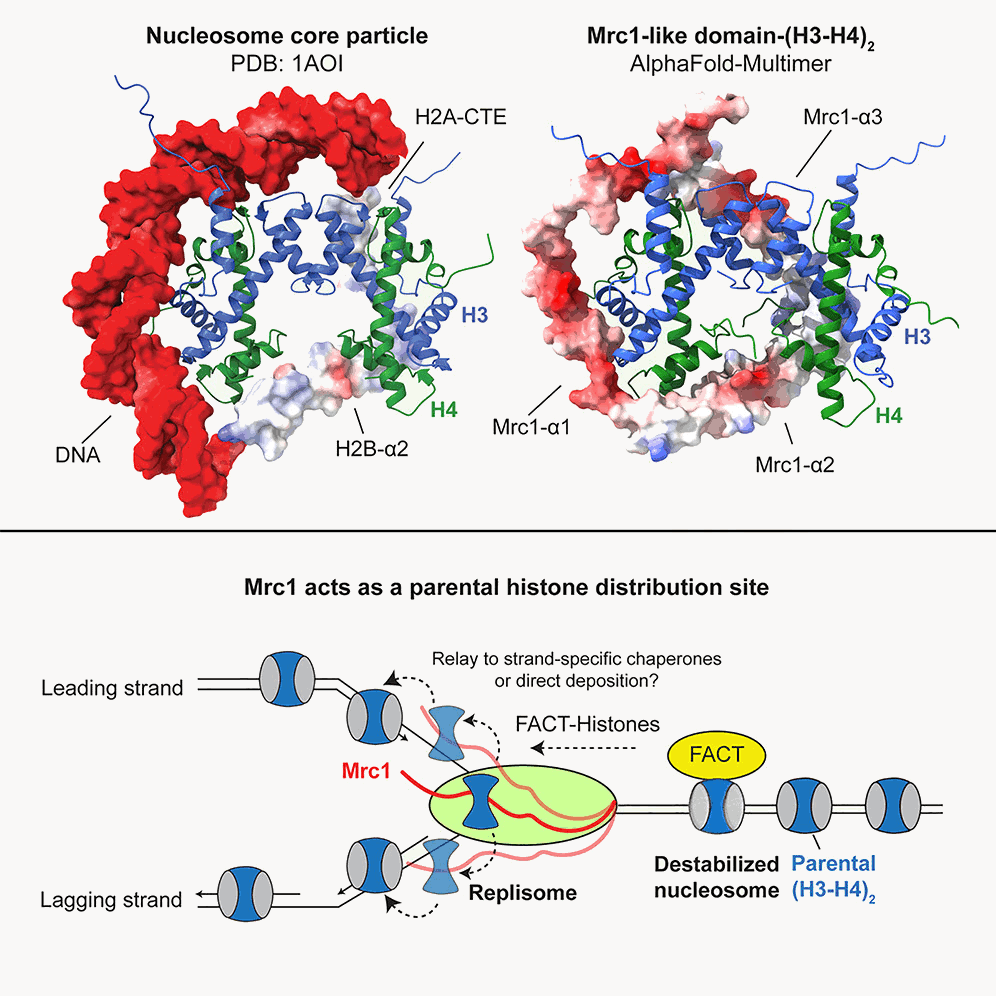 Nucleosome core particle
PDB: 1AOI
H2A-CTE
H3
H4
H2B-α2
DNA
Mrc1-like domain-(H3-H4)₂
AlphaFold-Multimer
Mrc1-α3
H3
H4
Mrc1-α1
Mrc1-α2
Mrc1 acts as a parental histone distribution site
Relay to strand-specific chaperones
or direct deposition?
Leading strand
FACT-Histones
FACT
Mrc1
Destabilized
nucleosome
Parental
(H3-H4)₂
Replisome
Lagging strand